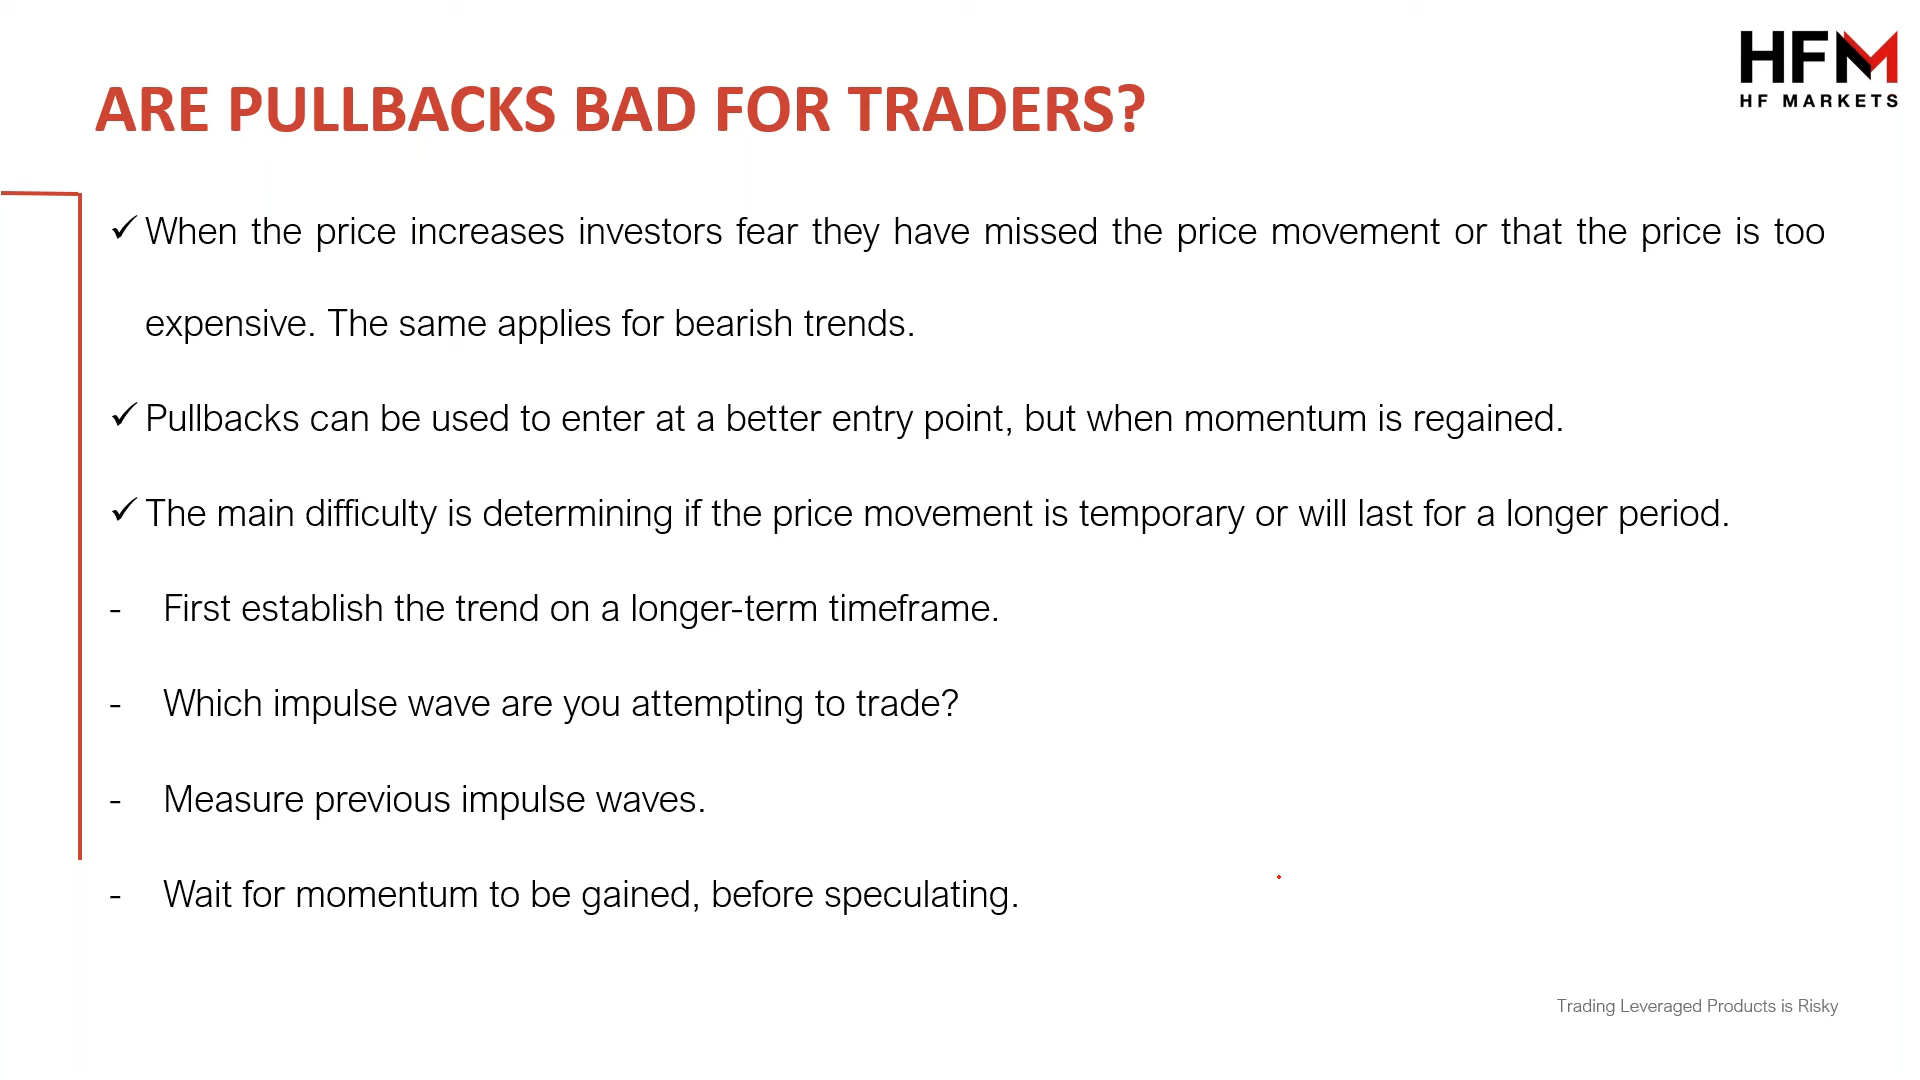 HFM
HF MARKETS
ARE PULLBACKS BAD FOR TRADERS?
✓ When the price increases investors fear they have missed the price movement or that the price is too
expensive. The same applies for bearish trends.
✓ Pullbacks can be used to enter at a better entry point, but when momentum is regained.
✓ The main difficulty is determining if the price movement is temporary or will last for a longer period.
- First establish the trend on a longer-term timeframe.
- Which impulse wave are you attempting to trade?
- Measure previous impulse waves.
- Wait for momentum to be gained, before speculating.
Trading Leveraged Products is Risky